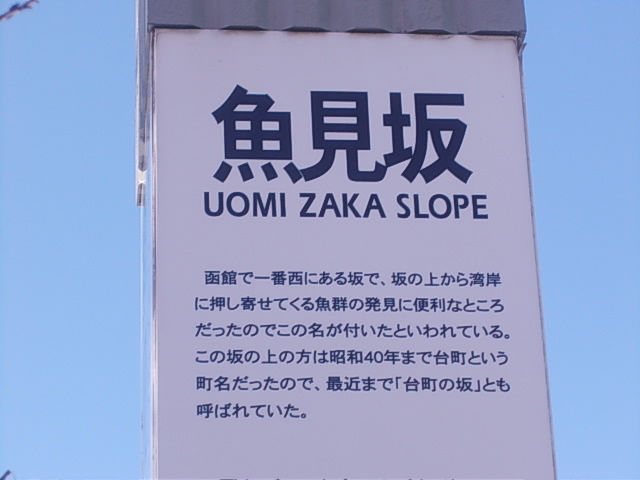 魚見坂
UOMI ZAKA SLOPE
函館で一番西にある坂で、坂の上から湾岸
に押し寄せてくる魚群の発見に便利なところ
だったのでこの名が付いたといわれている。
この坂の上の方は昭和40年まで台町という
町名だったので、最近まで「台町の坂」とも
呼ばれていた。